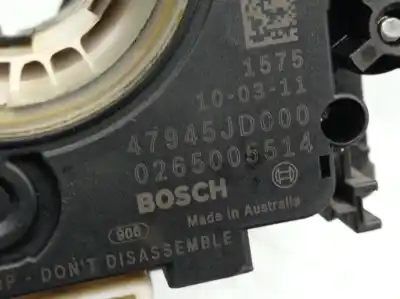 1575
10-03-11
47945JD000
0265005514
BOSCH
Made in Australia
906
- DON'T DISASSEMBLE